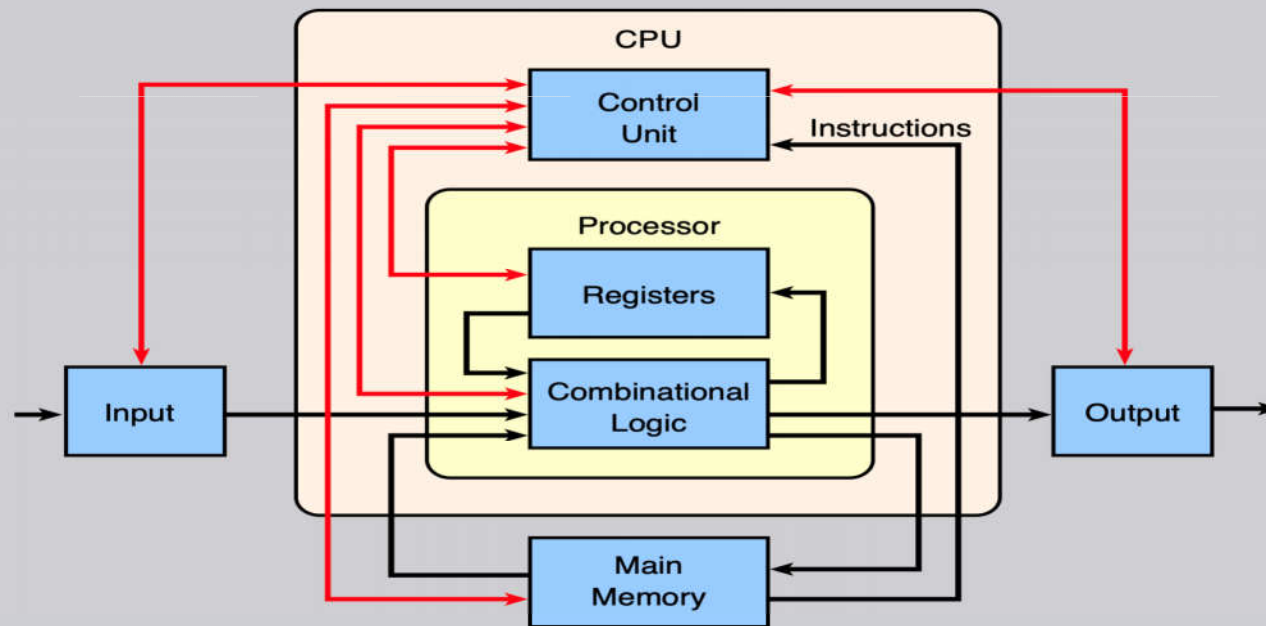 CPU
Control
Unit
Instructions
Processor
Registers
Input
Combinational
Logic
Output
Main
Memory